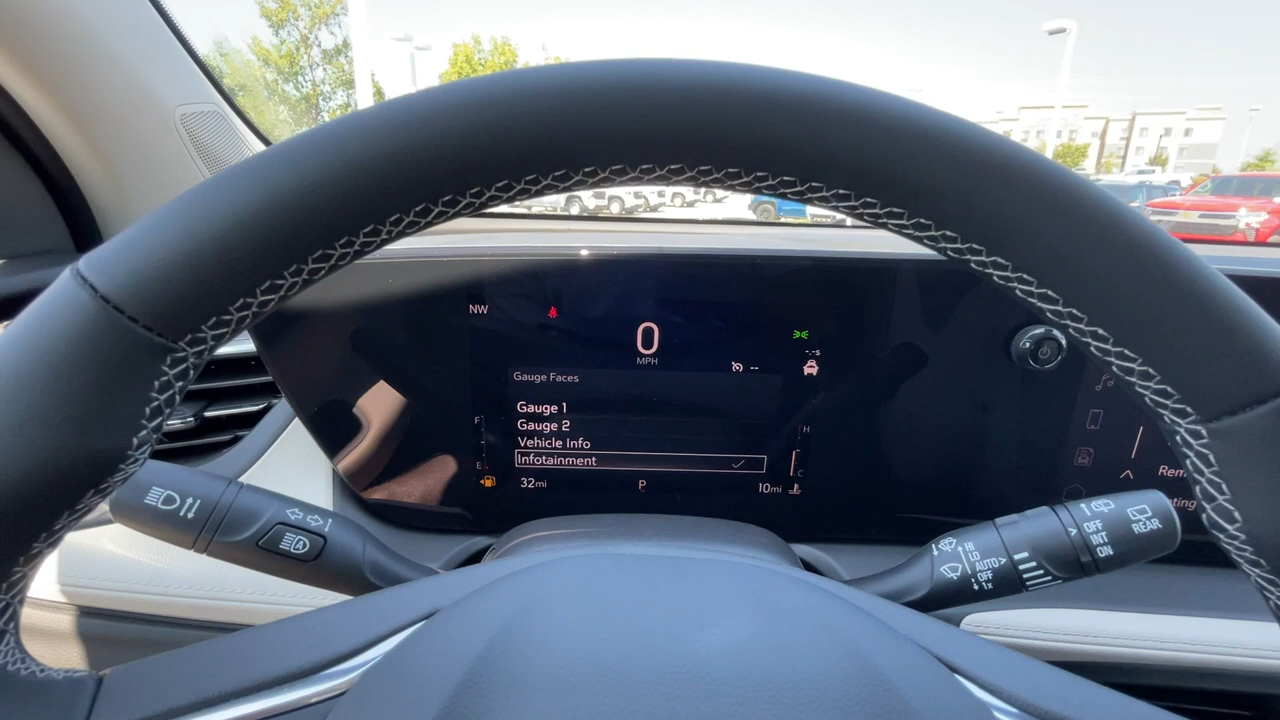 NW
0
MPH
-.-s
--
Gauge Faces
Gauge 1
Gauge 2
Vehicle Info
Infotainment
F
E
H
C
32mi
P
10mi
A
HI
LO
AUTO>
OFF
1x
>
OFF
INT
ON
REAR